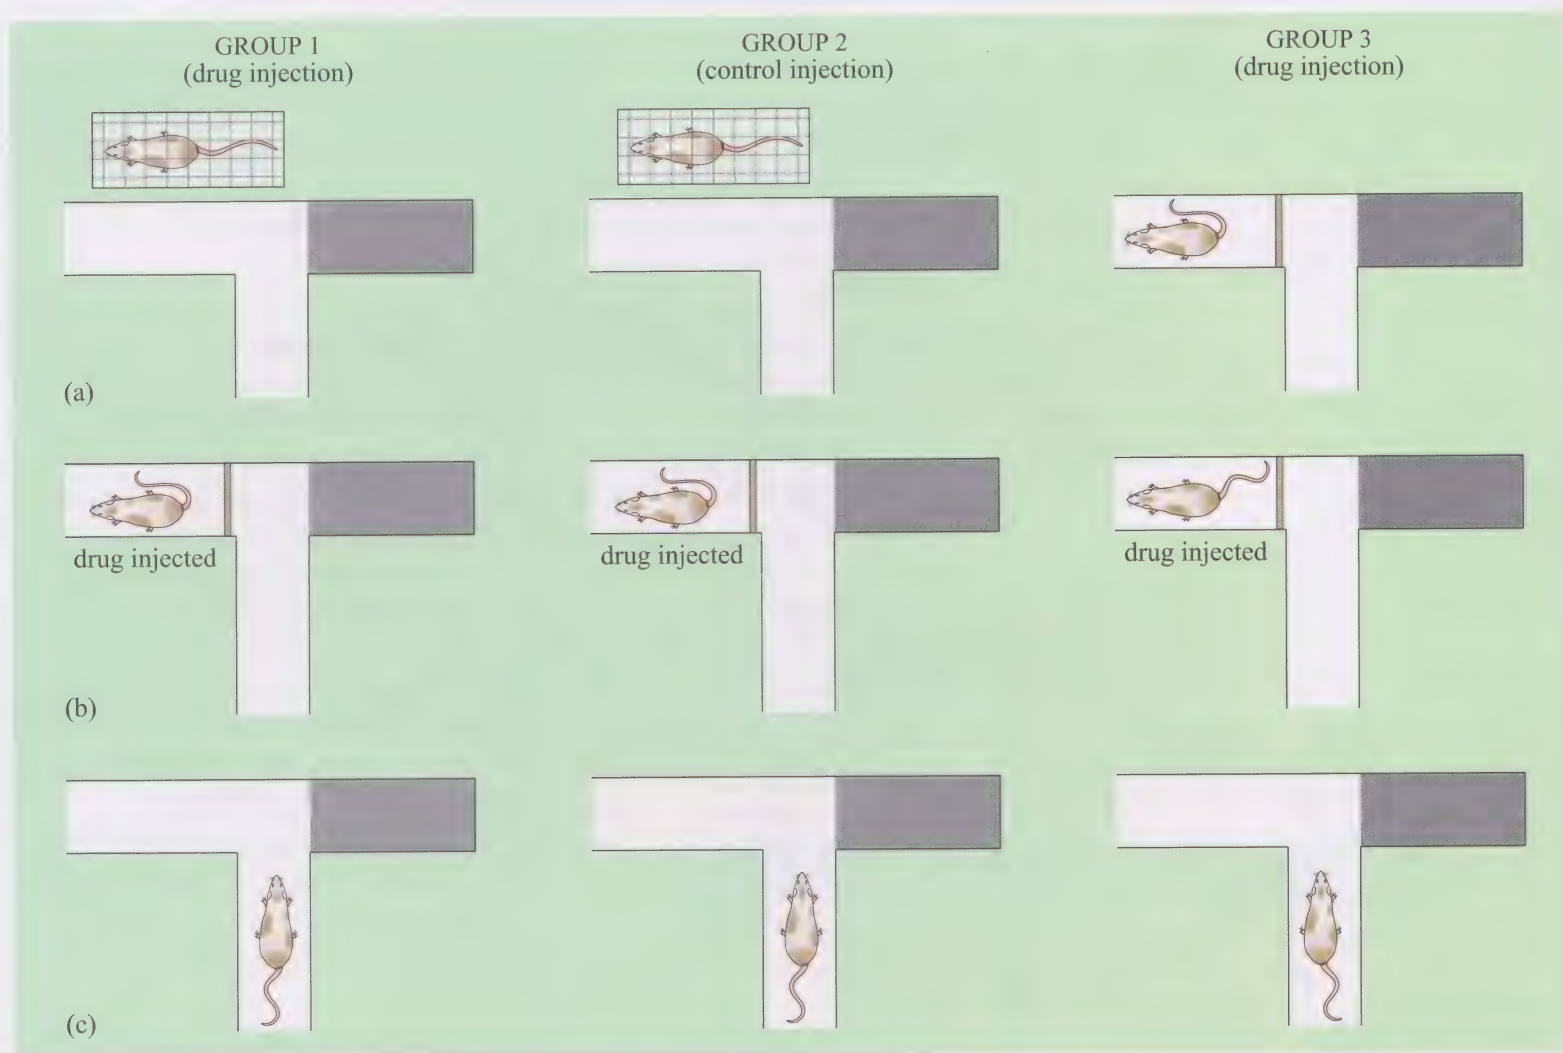 GROUP 1
(drug injection)
GROUP 2
(control injection)
GROUP 3
(drug injection)
(a)
drug injected
drug injected
drug injected
(b)
(c)